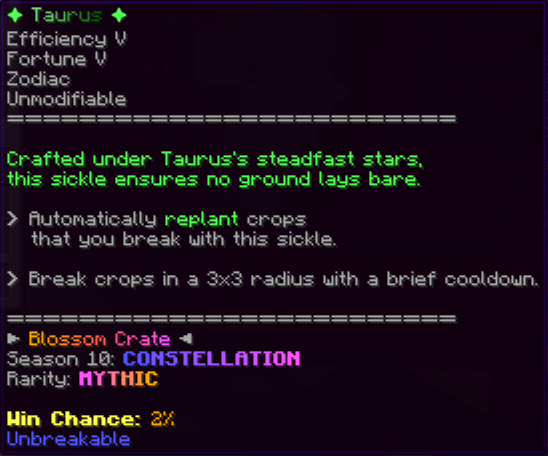 ✦ Taurus ✦
Efficiency V
Fortune V
Zodiac
Unmodifiable
============================
Crafted under Taurus's steadfast stars,
this sickle ensures no ground lays bare.
> Automatically replant crops
that you break with this sickle.
> Break crops in a 3x3 radius with a brief cooldown.
============================
► Blossom Crate ◄
Season 10: CONSTELLATION
Rarity: MYTHIC
Win Chance: 2%
Unbreakable